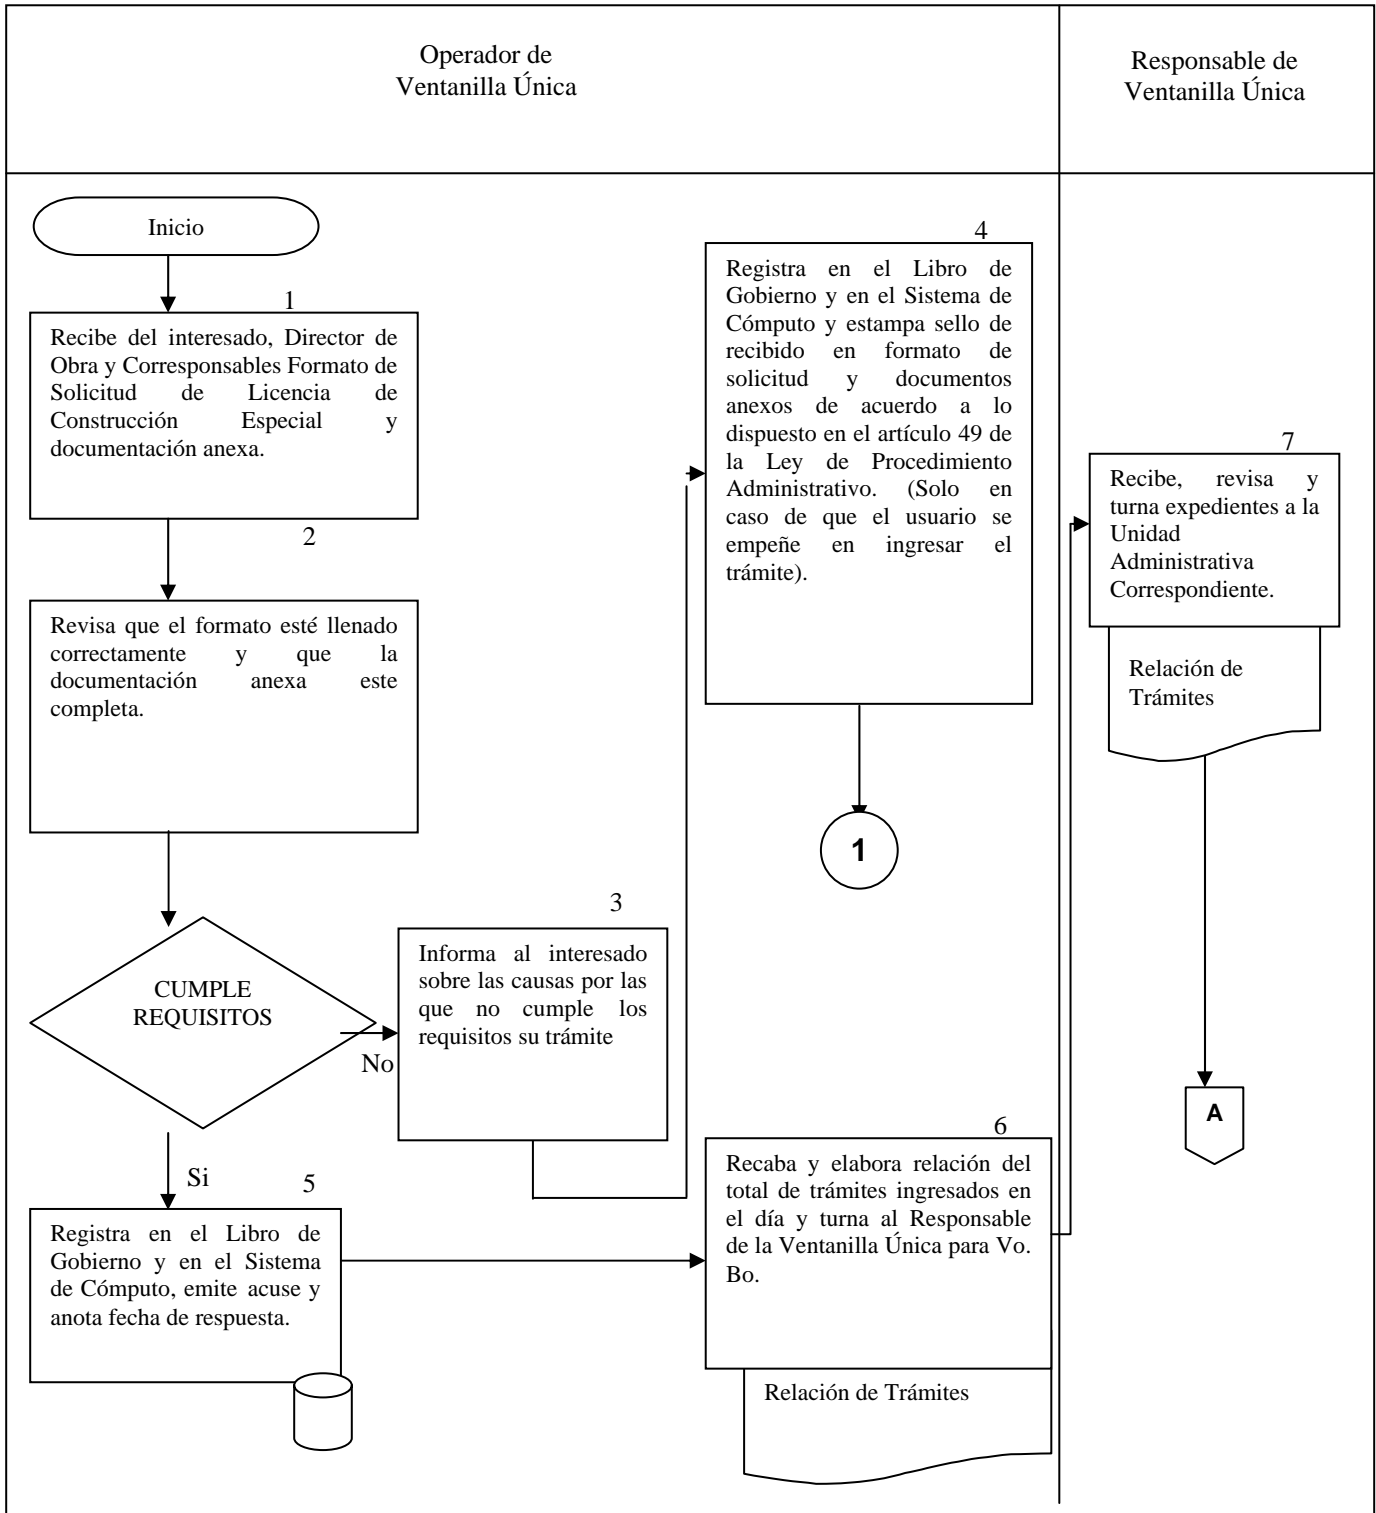 Operador de
Ventanilla Única
Responsable de
Ventanilla Única
Inicio
1
Recibe del interesado, Director de
Obra y Corresponsables Formato de
Solicitud de Licencia de
Construcción Especial y
documentación anexa.
2
Revisa que el formato esté llenado
correctamente y que la
documentación anexa este
completa.
CUMPLE
REQUISITOS
No
Si
3
Informa al interesado
sobre las causas por las
que no cumple los
requisitos su trámite
4
Registra en el Libro de
Gobierno y en el Sistema de
Cómputo y estampa sello de
recibido en formato de
solicitud y documentos
anexos de acuerdo a lo
dispuesto en el artículo 49 de
la Ley de Procedimiento
Administrativo. (Solo en
caso de que el usuario se
empeñe en ingresar el
trámite).
1
5
Registra en el Libro de
Gobierno y en el Sistema
de Cómputo, emite acuse y
anota fecha de respuesta.
6
Recaba y elabora relación del
total de trámites ingresados en
el día y turna al Responsable
de la Ventanilla Única para Vo.
Bo.
Relación de Trámites
7
Recibe, revisa y
turna expedientes a la
Unidad
Administrativa
Correspondiente.
Relación de
Trámites
A